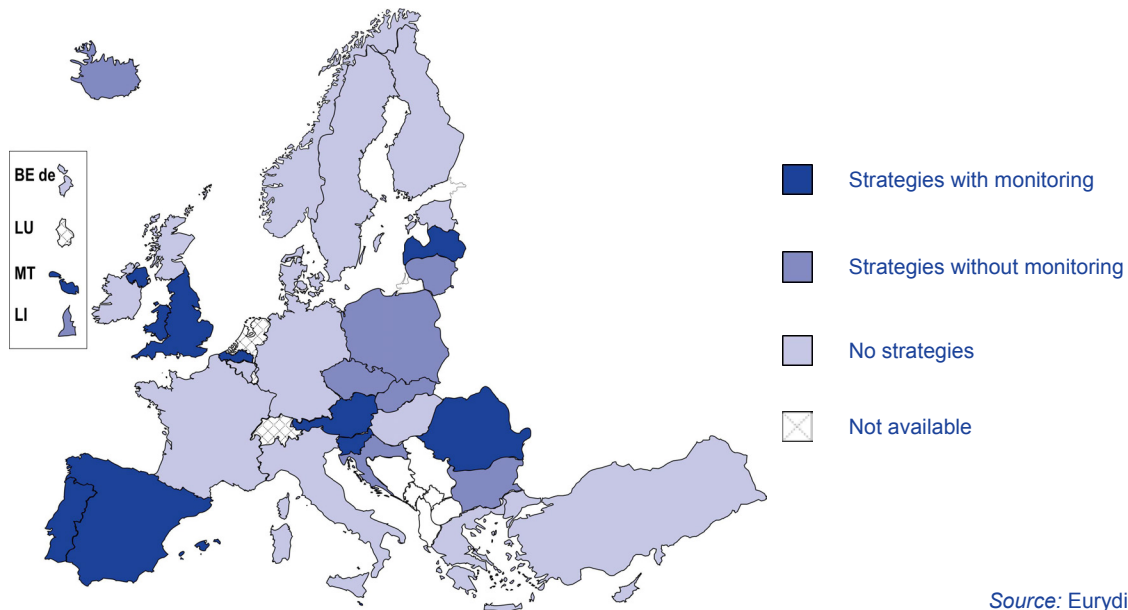 BE de
LU
MT
LI
Strategies with monitoring
Strategies without monitoring
No strategies
Not available
Source: Eurydi